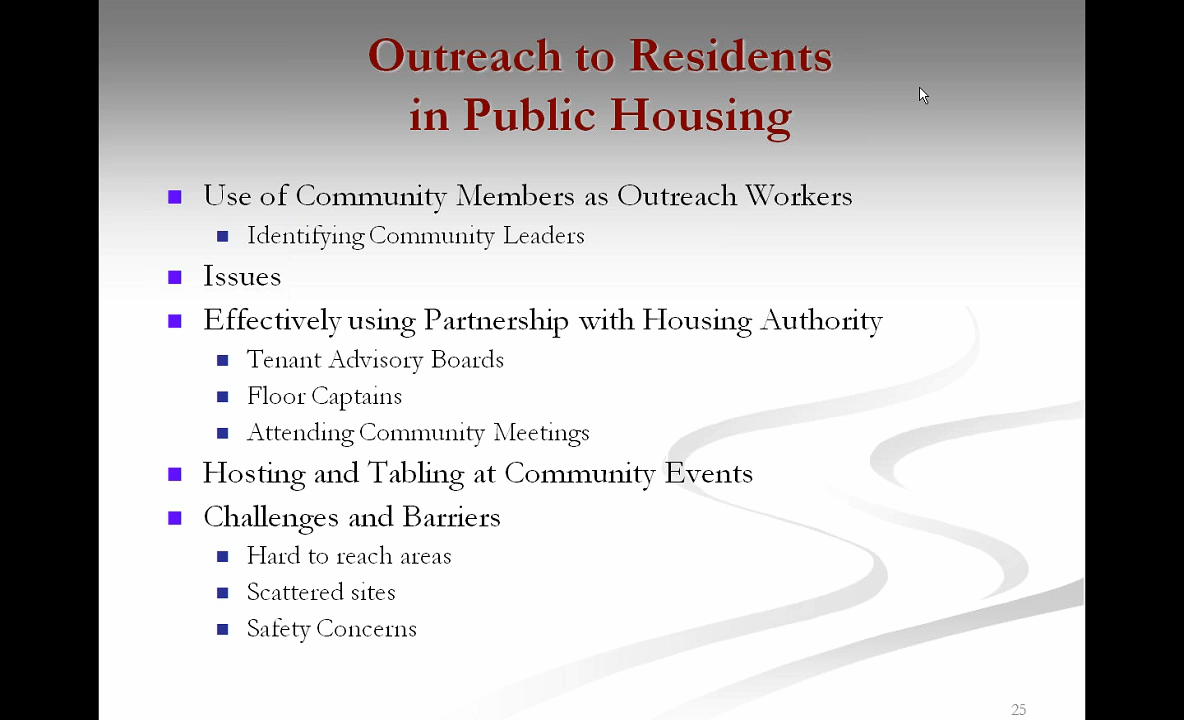 Outreach to Residents
in Public Housing
Use of Community Members as Outreach Workers
Identifying Community Leaders
Issues
Effectively using Partnership with Housing Authority
Tenant Advisory Boards
Floor Captains
Attending Community Meetings
Hosting and Tabling at Community Events
Challenges and Barriers
Hard to reach areas
Scattered sites
Safety Concerns
25